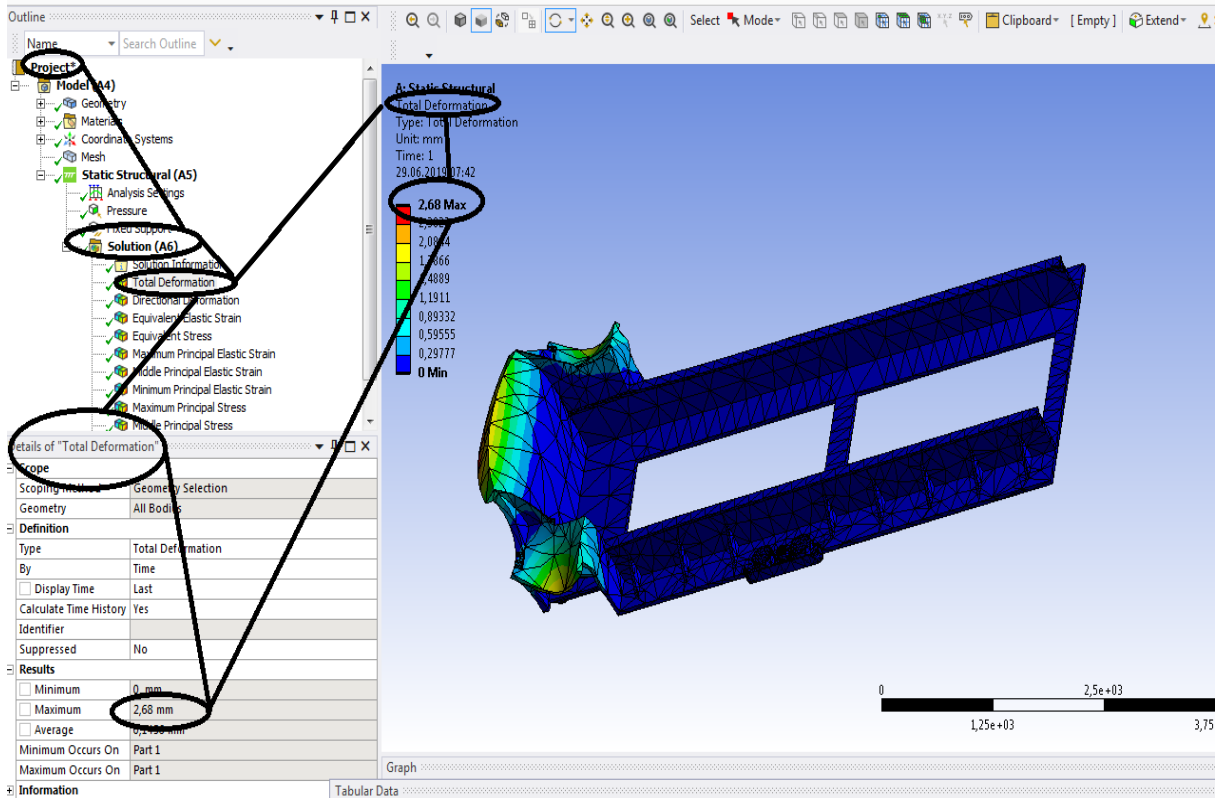 Outline
Name
Search Outline
Project*
Model (A4)
Geometry
Materials
Coordinate Systems
Mesh
Static Structural (A5)
Analysis Settings
Pressure
Fixed Support
Solution (A6)
Solution Information
Total Deformation
Directional Deformation
Equivalent Elastic Strain
Equivalent Stress
Maximum Principal Elastic Strain
Middle Principal Elastic Strain
Minimum Principal Elastic Strain
Maximum Principal Stress
Middle Principal Stress
Details of "Total Deformation"
Scope
Scoping Method Geometry Selection
Geometry All Bodies
Definition
Type Total Deformation
By Time
Display Time Last
Calculate Time History Yes
Identifier
Suppressed No
Results
Minimum 0, mm
Maximum 2,68 mm
Average mm
Minimum Occurs On Part 1
Maximum Occurs On Part 1
Information
Select Mode
Clipboard [ Empty ] Extend
A: Static Structural
Total Deformation
Type: Total Deformation
Unit: mm
Time: 1
29.06.2019 07:42
2,68 Max
2,0844
1,7866
1,4889
1,1911
0,89332
0,59555
0,29777
0 Min
0 2,5e+03
1,25e+03 3,75
Graph
Tabular Data